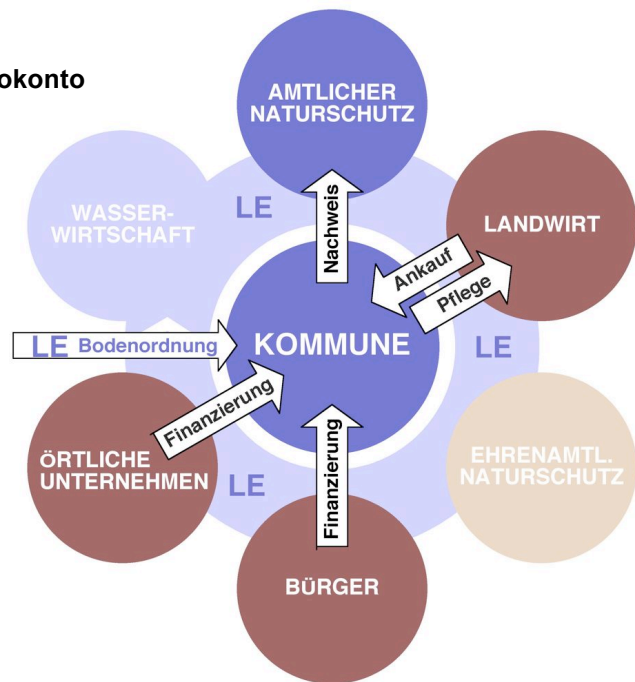 okonto
AMTLICHER
NATURSCHUTZ
LE
Nachweis
WASSER-
WIRTSCHAFT
LANDWIRT
Ankauf
Pflege
LE Bodenordnung
KOMMUNE
LE
Finanzierung
ÖRTLICHE
UNTERNEHMEN
LE
Finanzierung
EHRENAMTL.
NATURSCHUTZ
BÜRGER